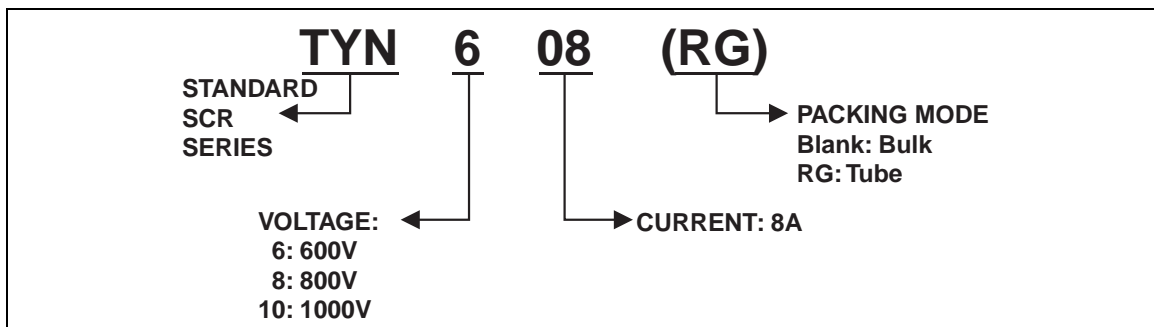 TYN 6 08 (RG)
STANDARD
SCR
SERIES
PACKING MODE
Blank: Bulk
RG: Tube
VOLTAGE:
6: 600V
8: 800V
10: 1000V
CURRENT: 8A